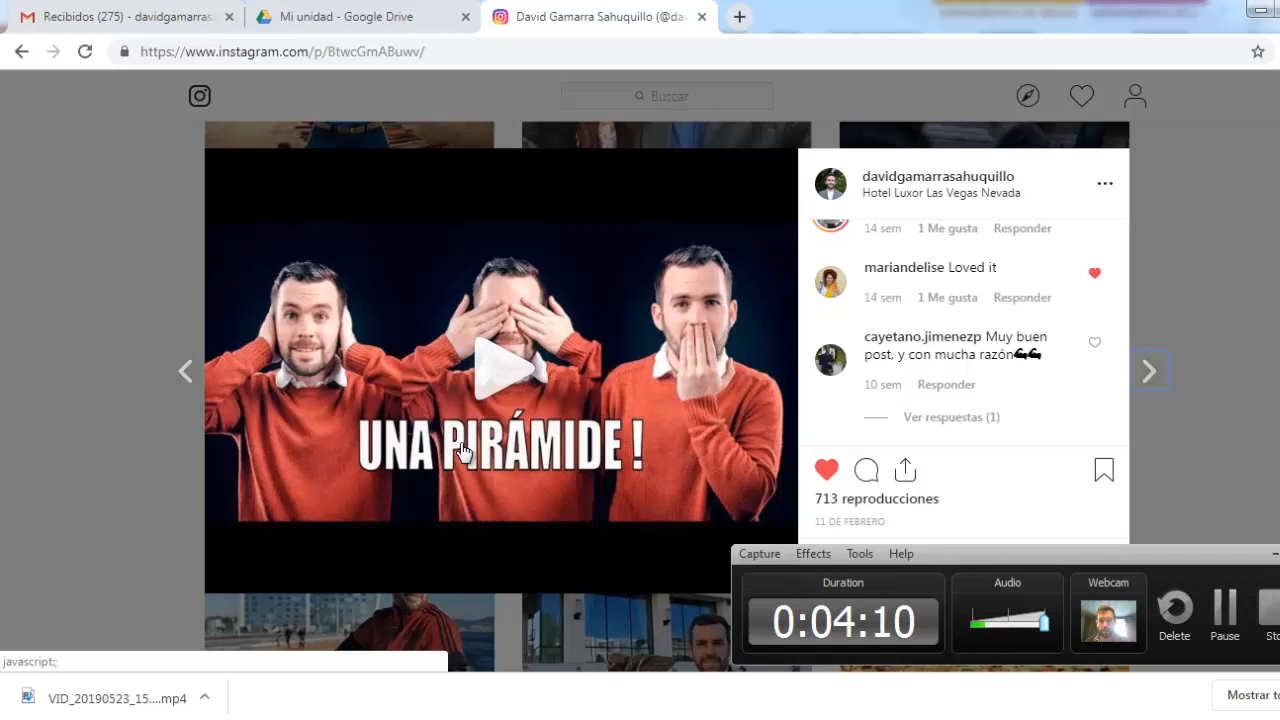 Recibidos (275) - davidgamarrasa
Mi unidad - Google Drive
David Gamarra Sahuquillo (@da
https://www.instagram.com/p/BtwcGmABuwv/
Buscar
davidgamarrasahuquillo
Hotel Luxor Las Vegas Nevada
14 sem 1 Me gusta Responder
mariandelise Loved it
14 sem 1 Me gusta Responder
cayetano.jimenezp Muy buen
post, y con mucha razón
10 sem Responder
Ver respuestas (1)
UNA PIRÁMIDE !
713 reproducciones
11 DE FEBRERO
Capture Effects Tools Help
Duration Audio Webcam
0:04:10
Delete Pause Sto
javascript:;
VID_20190523_15....mp4
Mostrar to